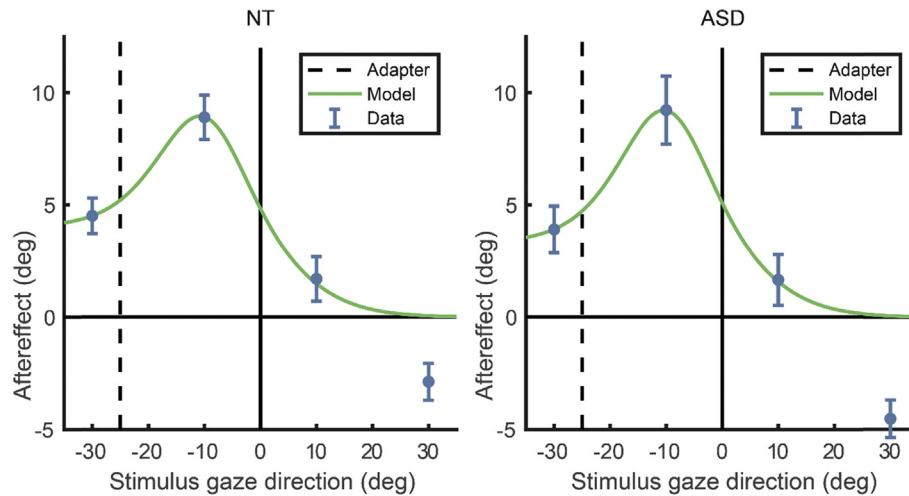 NT
Adapter
Model
Data
10
5
0
-5
Aftereffect (deg)
-30 -20 -10 0 10 20 30
Stimulus gaze direction (deg)
ASD
Adapter
Model
Data
10
5
0
-5
Aftereffect (deg)
-30 -20 -10 0 10 20 30
Stimulus gaze direction (deg)